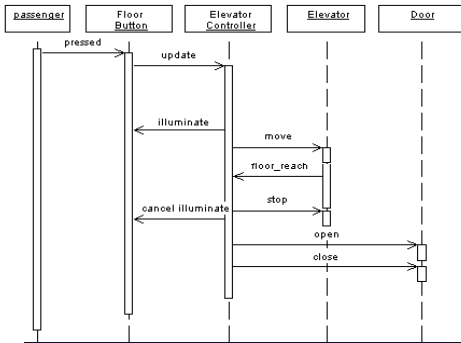 passenger
Floor
Button
Elevator
Controller
Elevator
Door
pressed
update
illuminate
move
floor_reach
stop
cancel illuminate
open
close